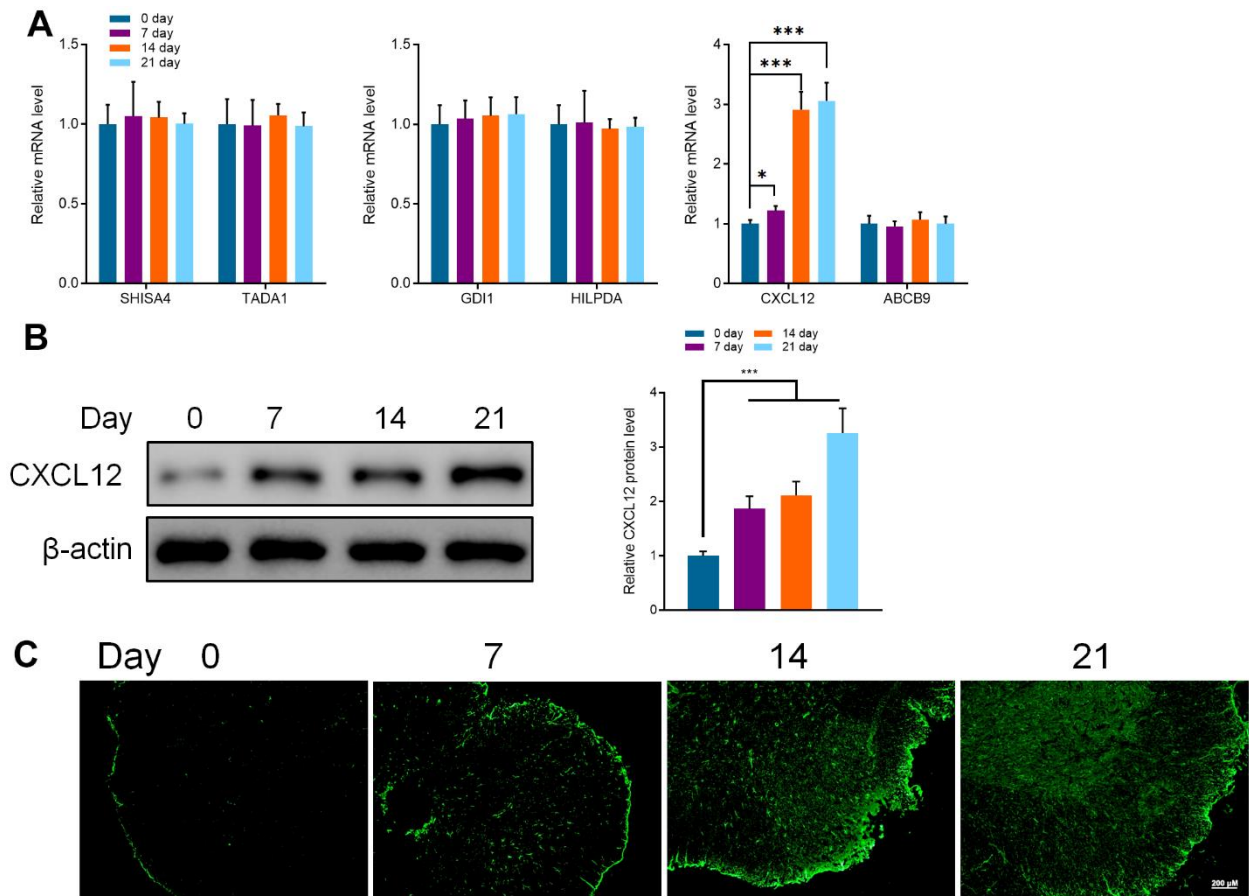 A
0 day
7 day
14 day
21 day
Relative mRNA level
1.5
1.0
0.5
0.0
SHISA4
TADA1
Relative mRNA level
1.5
1.0
0.5
0.0
GDI1
HILPDA
Relative mRNA level
4
3
2
1
0
***
***
*
CXCL12
ABCB9
B
Day 0 7 14 21
CXCL12
β-actin
0 day 14 day
7 day 21 day
Relative CXCL12 protein level
4
3
2
1
0
***
C
Day 0 7 14 21
200 μM